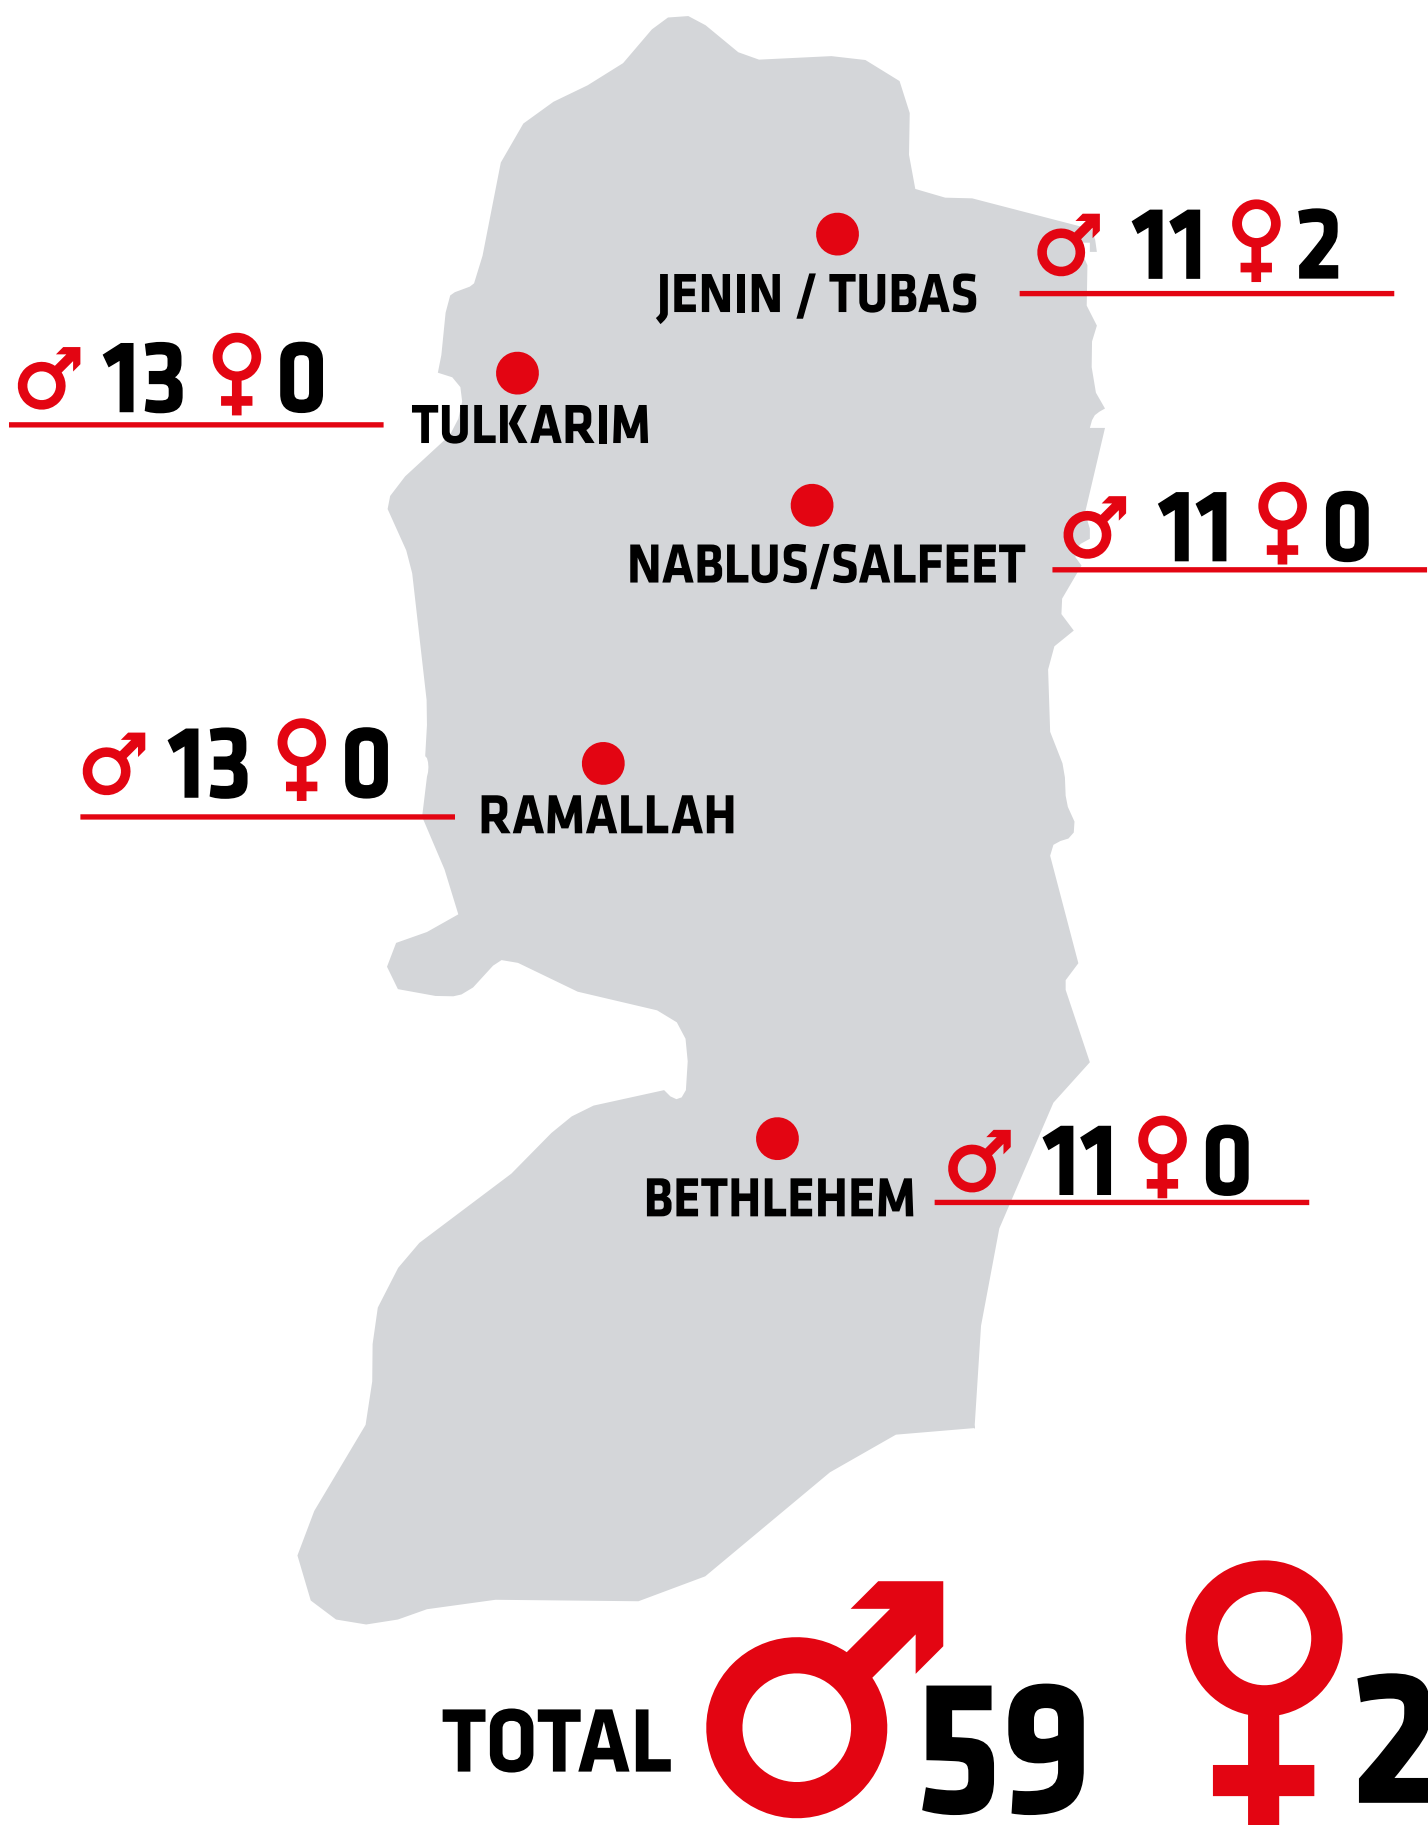 ♂ 11 ♀ 2
JENIN / TUBAS
♂ 13 ♀ 0
TULKARIM
♂ 11 ♀ 0
NABLUS/SALFEET
♂ 13 ♀ 0
RAMALLAH
♂ 11 ♀ 0
BETHLEHEM
TOTAL ♂ 59 ♀ 2